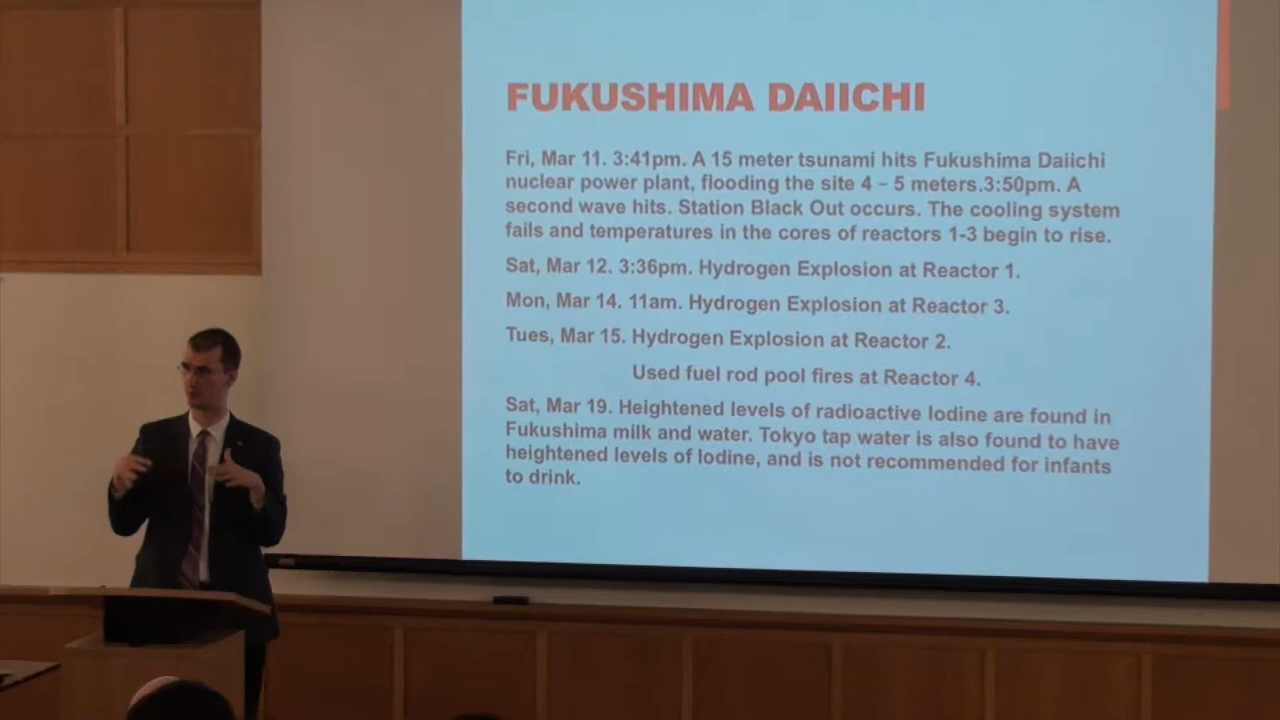 FUKUSHIMA DAIICHI
Fri, Mar 11. 3:41pm. A 15 meter tsunami hits Fukushima Daiichi
nuclear power plant, flooding the site 4 – 5 meters.3:50pm. A
second wave hits. Station Black Out occurs. The cooling system
fails and temperatures in the cores of reactors 1-3 begin to rise.
Sat, Mar 12. 3:36pm. Hydrogen Explosion at Reactor 1.
Mon, Mar 14. 11am. Hydrogen Explosion at Reactor 3.
Tues, Mar 15. Hydrogen Explosion at Reactor 2.
Used fuel rod pool fires at Reactor 4.
Sat, Mar 19. Heightened levels of radioactive Iodine are found in
Fukushima milk and water. Tokyo tap water is also found to have
heightened levels of Iodine, and is not recommended for infants
to drink.